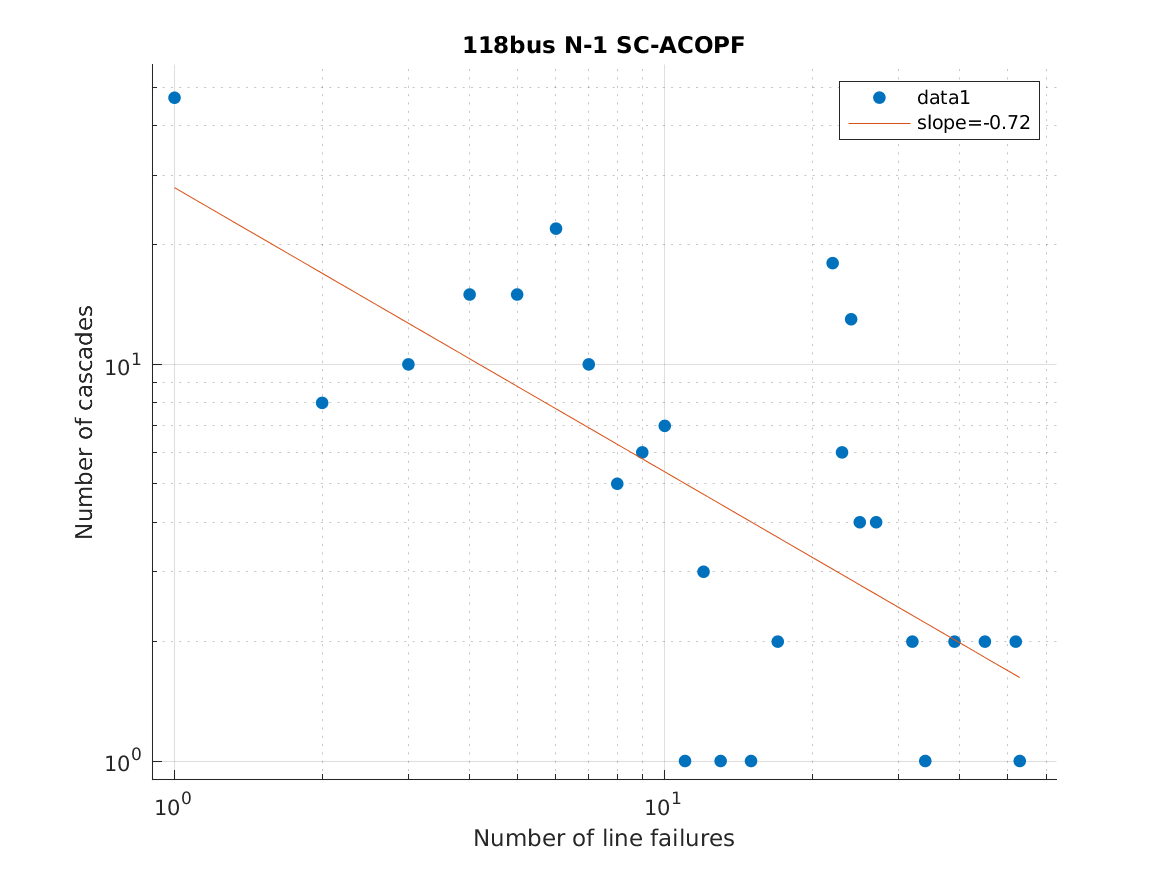 118bus N-1 SC-ACOPF
data1
slope=-0.72
Number of cascades
10^1
10^0
10^0
10^1
Number of line failures